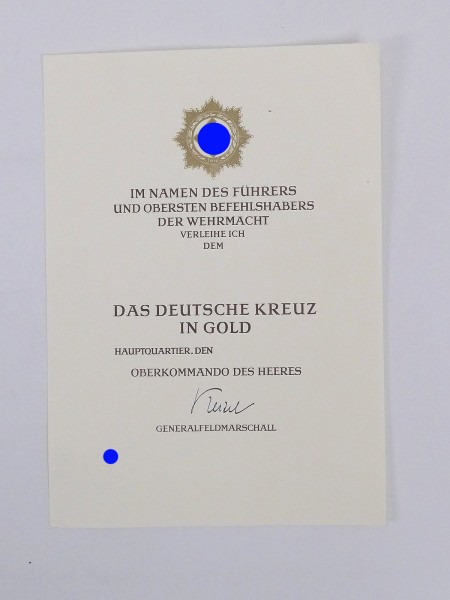 IM NAMEN DES FÜHRERS
UND OBERSTEN BEFEHLSHABERS
DER WEHRMACHT
VERLEIHE ICH
DEM
DAS DEUTSCHE KREUZ
IN GOLD
HAUPTQUARTIER, DEN
OBERKOMMANDO DES HEERES
GENERALFELDMARSCHALL